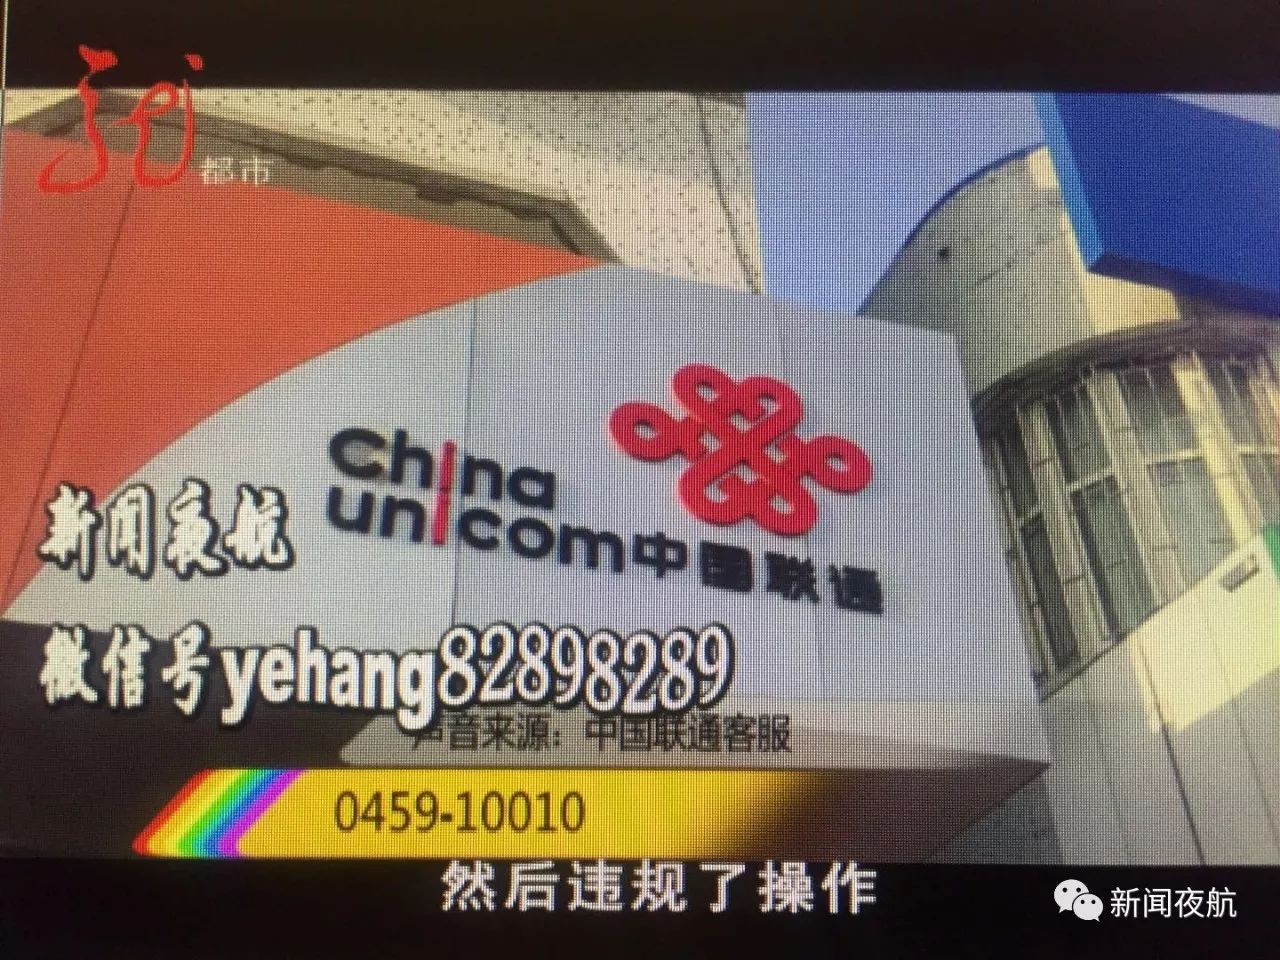 都市
China
unicom中国联通
新闻夜航
微信号yehang82898289
声音来源：中国联通客服
0459-10010
然后违规了操作
新闻夜航